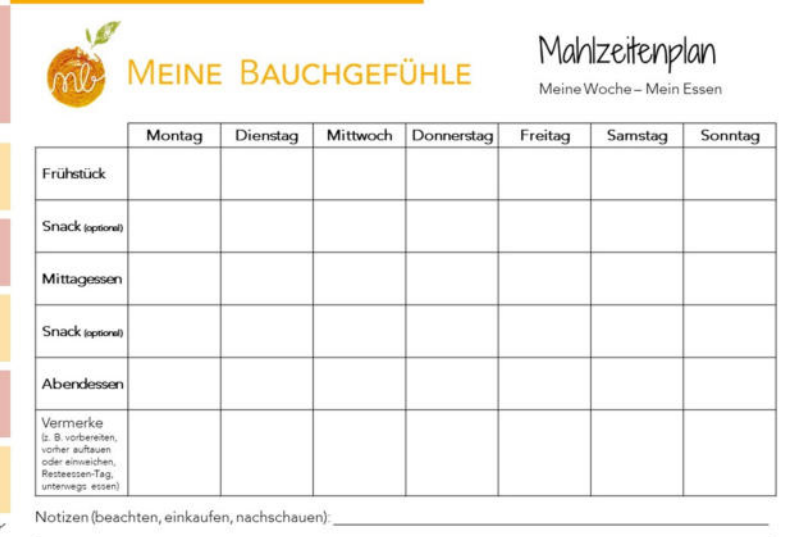 nb
MEINE BAUCHGEFÜHLE
Mahlzeitenplan
Meine Woche – Mein Essen
Montag Dienstag Mittwoch Donnerstag Freitag Samstag Sonntag
Frühstück
Snack (optional)
Mittagessen
Snack (optional)
Abendessen
Vermerke
(z. B. vorbereiten,
vorher auftauen
oder einweichen,
Resteessen-Tag,
unterwegs essen)
Notizen (beachten, einkaufen, nachschauen):